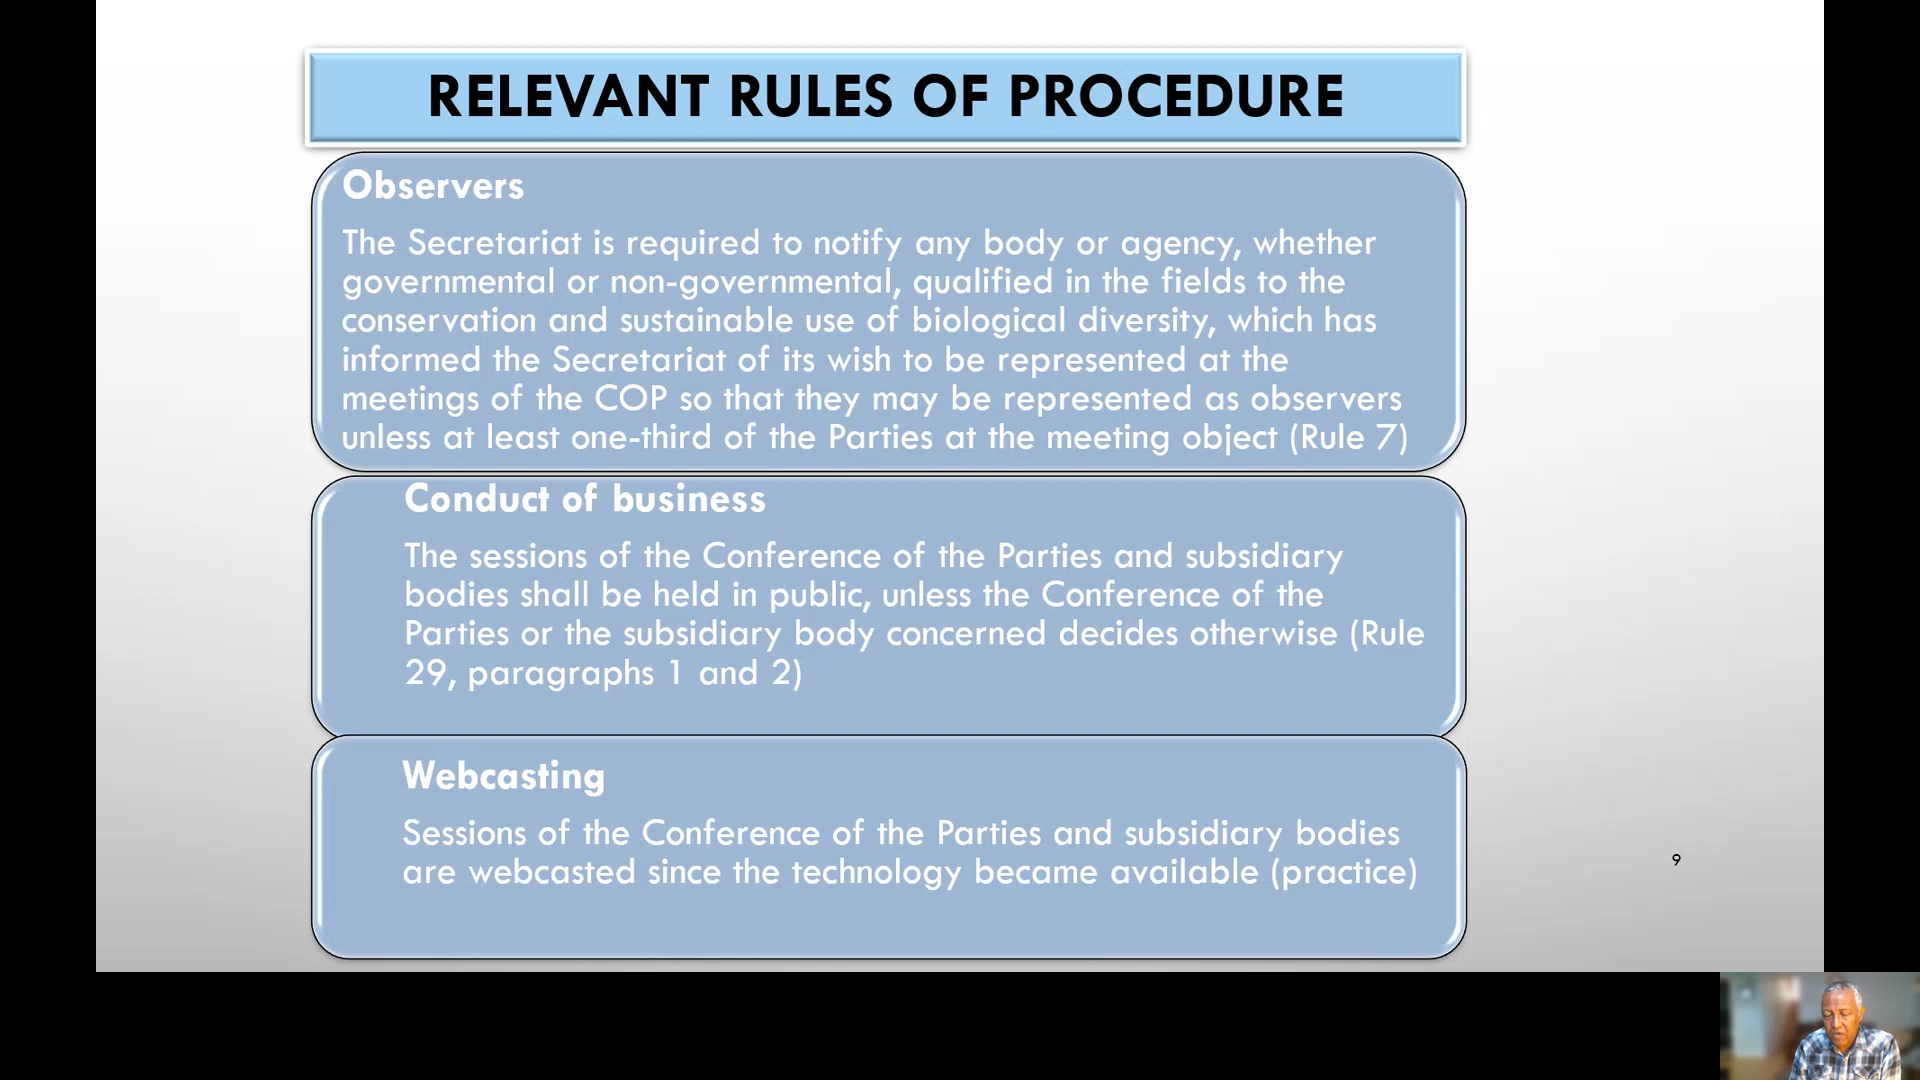 RELEVANT RULES OF PROCEDURE
Observers
The Secretariat is required to notify any body or agency, whether
governmental or non-governmental, qualified in the fields to the
conservation and sustainable use of biological diversity, which has
informed the Secretariat of its wish to be represented at the
meetings of the COP so that they may be represented as observers
unless at least one-third of the Parties at the meeting object (Rule 7)
Conduct of business
The sessions of the Conference of the Parties and subsidiary
bodies shall be held in public, unless the Conference of the
Parties or the subsidiary body concerned decides otherwise (Rule
29, paragraphs 1 and 2)
Webcasting
Sessions of the Conference of the Parties and subsidiary bodies
are webcasted since the technology became available (practice)
9